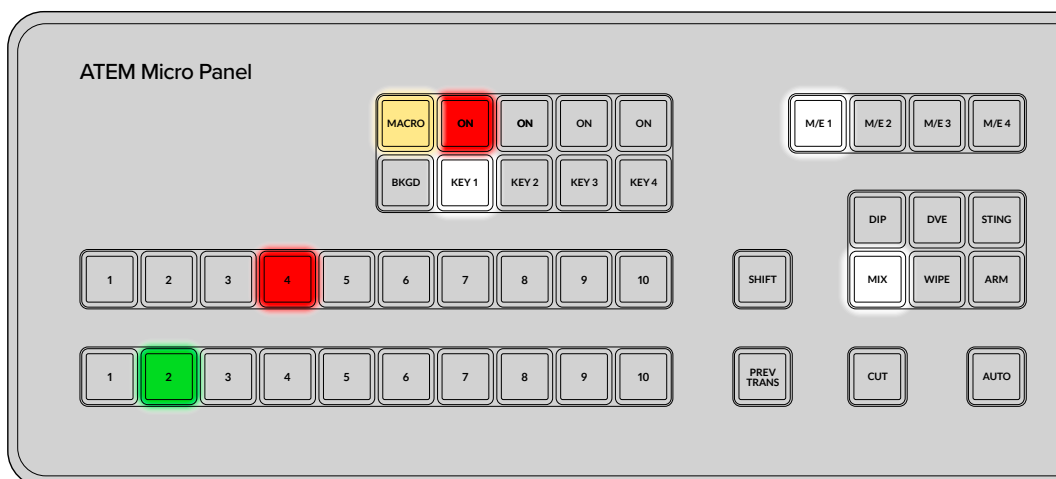 ATEM Micro Panel
MACRO ON ON ON ON
M/E 1 M/E 2 M/E 3 M/E 4
BKGD KEY 1 KEY 2 KEY 3 KEY 4
DIP DVE STING
1 2 3 4 5 6 7 8 9 10
SHIFT
MIX WIPE ARM
1 2 3 4 5 6 7 8 9 10
PREV
TRANS
CUT
AUTO